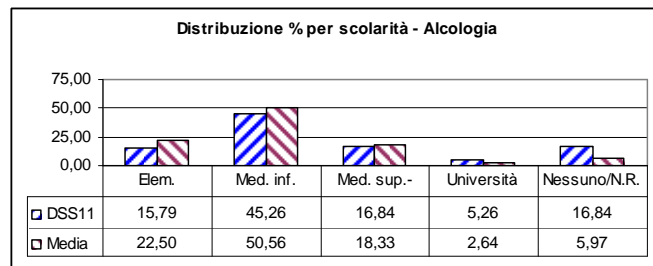 Distribuzione % per scolarità - Alcologia
75,00
50,00
25,00
0,00
Elem. Med. inf. Med. sup.- Università Nessuno/N.R.
DSS11 15,79 45,26 16,84 5,26 16,84
Media 22,50 50,56 18,33 2,64 5,97